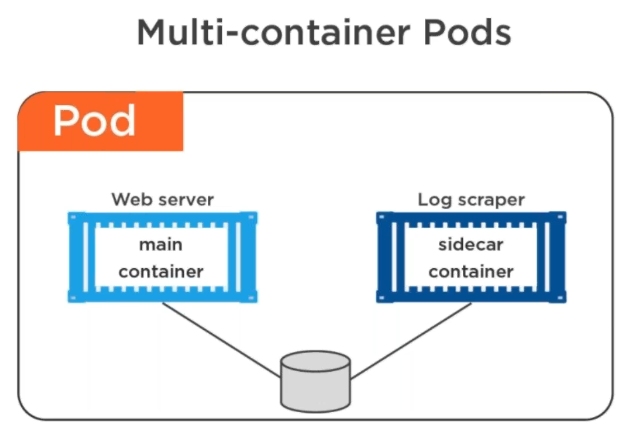 Multi-container Pods
Pod
Web server
main
container
Log scraper
sidecar
container